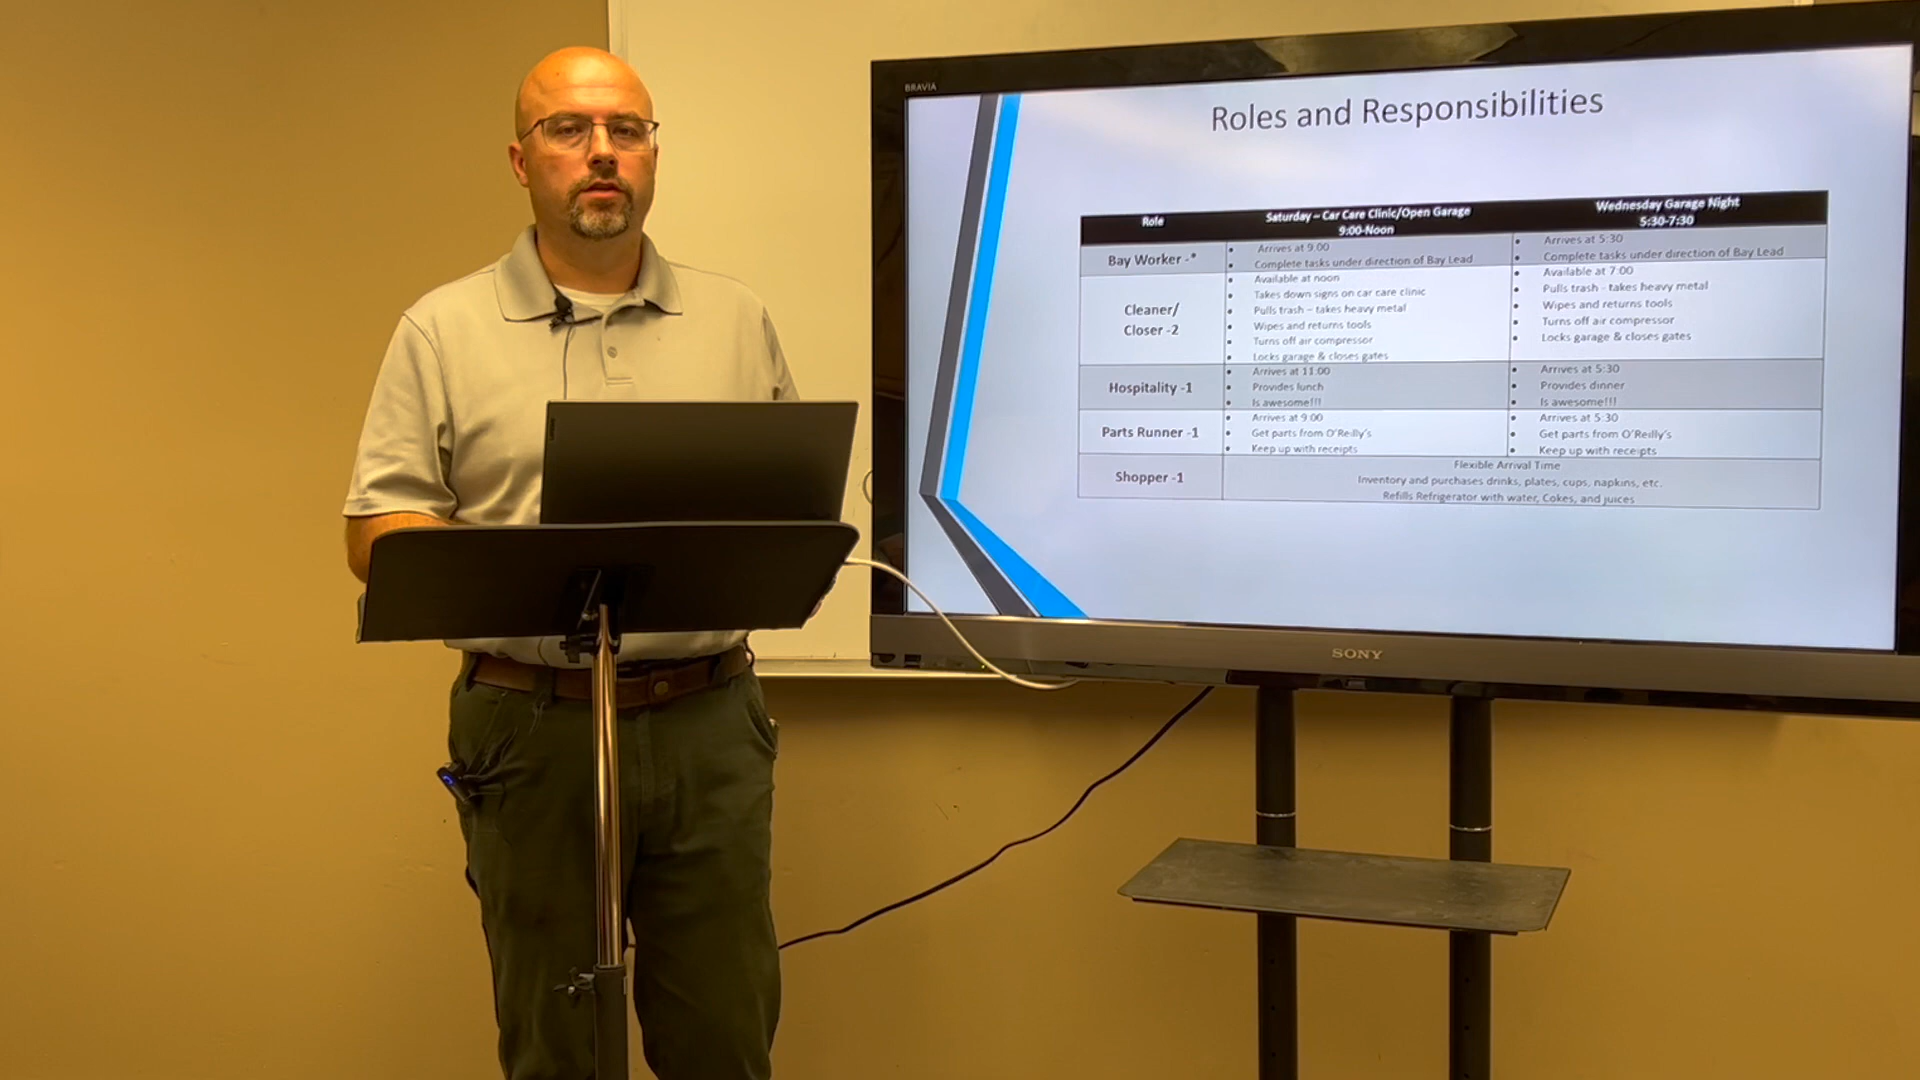 BRAVIA
Roles and Responsibilities
Role
Saturday – Car Care Clinic/Open Garage
9:00-Noon
Wednesday Garage Night
5:30-7:30
Bay Worker -*
• Arrives at 9:00
• Complete tasks under direction of Bay Lead
• Arrives at 5:30
• Complete tasks under direction of Bay Lead
Cleaner/
Closer -2
• Available at noon
• Takes down signs on car care clinic
• Pulls trash – takes heavy metal
• Wipes and returns tools
• Turns off air compressor
• Locks garage & closes gates
• Available at 7:00
• Pulls trash - takes heavy metal
• Wipes and returns tools
• Turns off air compressor
• Locks garage & closes gates
Hospitality -1
• Arrives at 11:00
• Provides lunch
• Is awesome!!!
• Arrives at 5:30
• Provides dinner
• Is awesome!!!
Parts Runner -1
• Arrives at 9:00
• Get parts from O'Reilly's
• Keep up with receipts
• Arrives at 5:30
• Get parts from O'Reilly's
• Keep up with receipts
Shopper -1
Flexible Arrival Time
Inventory and purchases drinks, plates, cups, napkins, etc.
Refills Refrigerator with water, Cokes, and juices
SONY